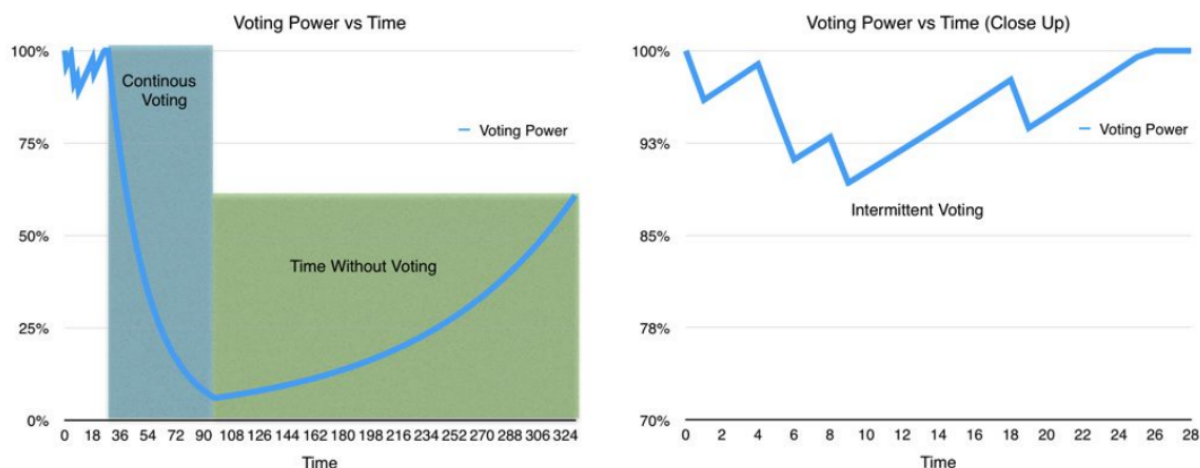 Voting Power vs Time
100%
75%
50%
25%
0%
Continous
Voting
Voting Power
Time Without Voting
0 18 36 54 72 90 108 126 144 162 180 198 216 234 252 270 288 306 324
Time
Voting Power vs Time (Close Up)
100%
93%
85%
78%
70%
Voting Power
Intermittent Voting
0 2 4 6 8 10 12 14 16 18 20 22 24 26 28
Time